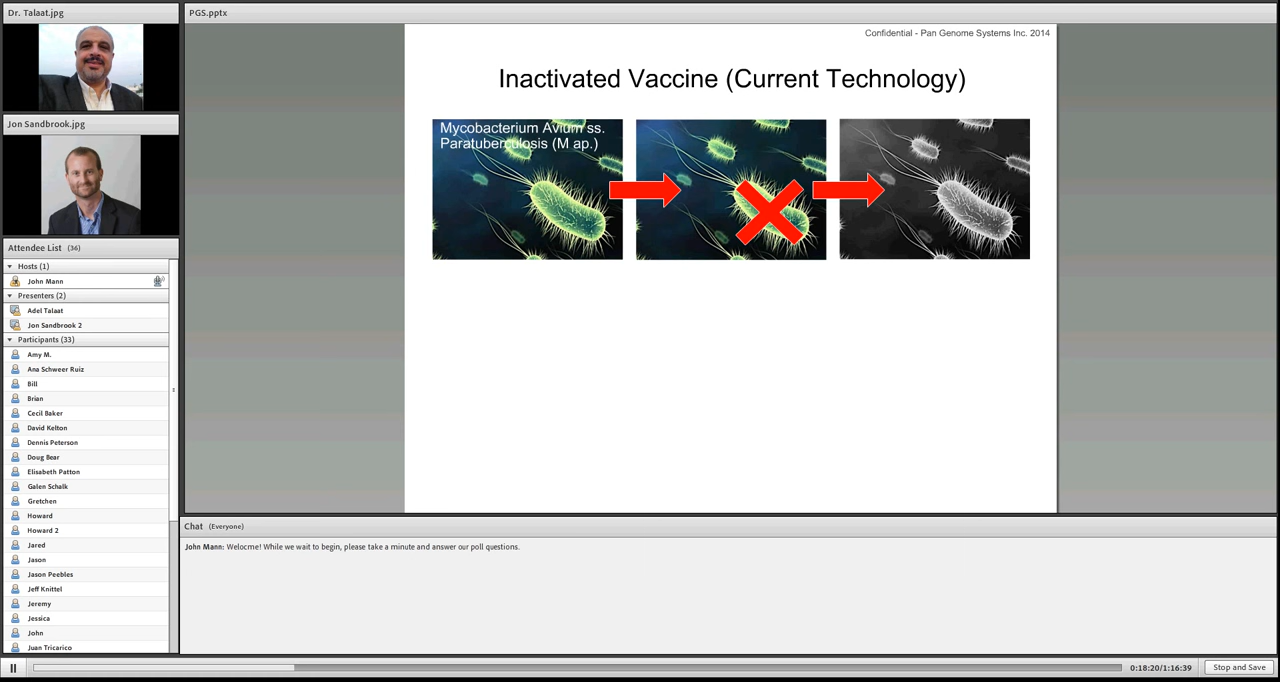 Dr. Talaat.jpg
Jon Sandbrook.jpg
Attendee List (36)
Hosts (1)
John Mann
Presenters (2)
Adel Talaat
Jon Sandbrook 2
Participants (33)
Amy M.
Ana Schweer Ruiz
Bill
Brian
Cecil Baker
David Kelton
Dennis Peterson
Doug Bear
Elisabeth Patton
Galen Schalk
Gretchen
Howard
Howard 2
Jared
Jason
Jason Peebles
Jeff Knittel
Jeremy
Jessica
John
Juan Tricarico
PGS.pptx
Confidential - Pan Genome Systems Inc. 2014
Inactivated Vaccine (Current Technology)
Mycobacterium Avium ss.
Paratuberculosis (M ap.)
Chat (Everyone)
John Mann: Welocme! While we wait to begin, please take a minute and answer our poll questions.
0:18:20/1:16:39
Stop and Save